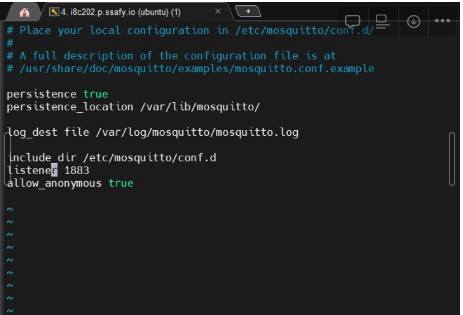 4. i8c202.p.ssafy.io (ubuntu) (1)
# Place your local configuration in /etc/mosquitto/conf.d/
#
# A full description of the configuration file is at
# /usr/share/doc/mosquitto/examples/mosquitto.conf.example
persistence true
persistence_location /var/lib/mosquitto/
log_dest file /var/log/mosquitto/mosquitto.log
include_dir /etc/mosquitto/conf.d
listener 1883
allow_anonymous true
~
~
~
~
~
~
~
~
~